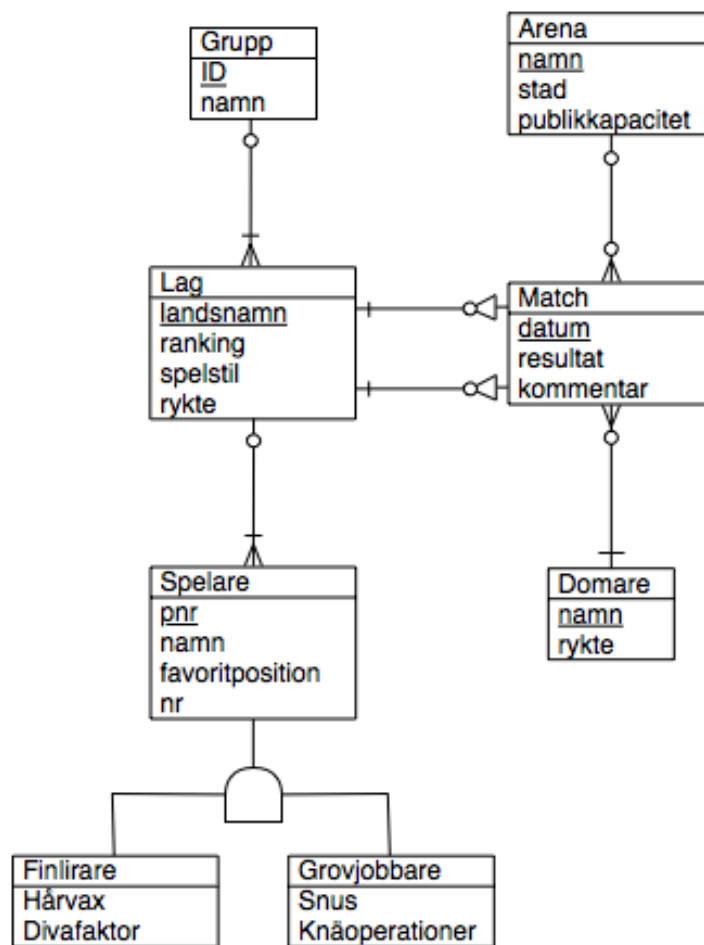 Grupp
ID
namn
Arena
namn
stad
publikkapacitet
Lag
landsnamn
ranking
spelstil
rykte
Match
datum
resultat
kommentar
Spelare
pnr
namn
favoritposition
nr
Domare
namn
rykte
Finlirare
Hårvax
Divafaktor
Grovjobbare
Snus
Knäoperationer